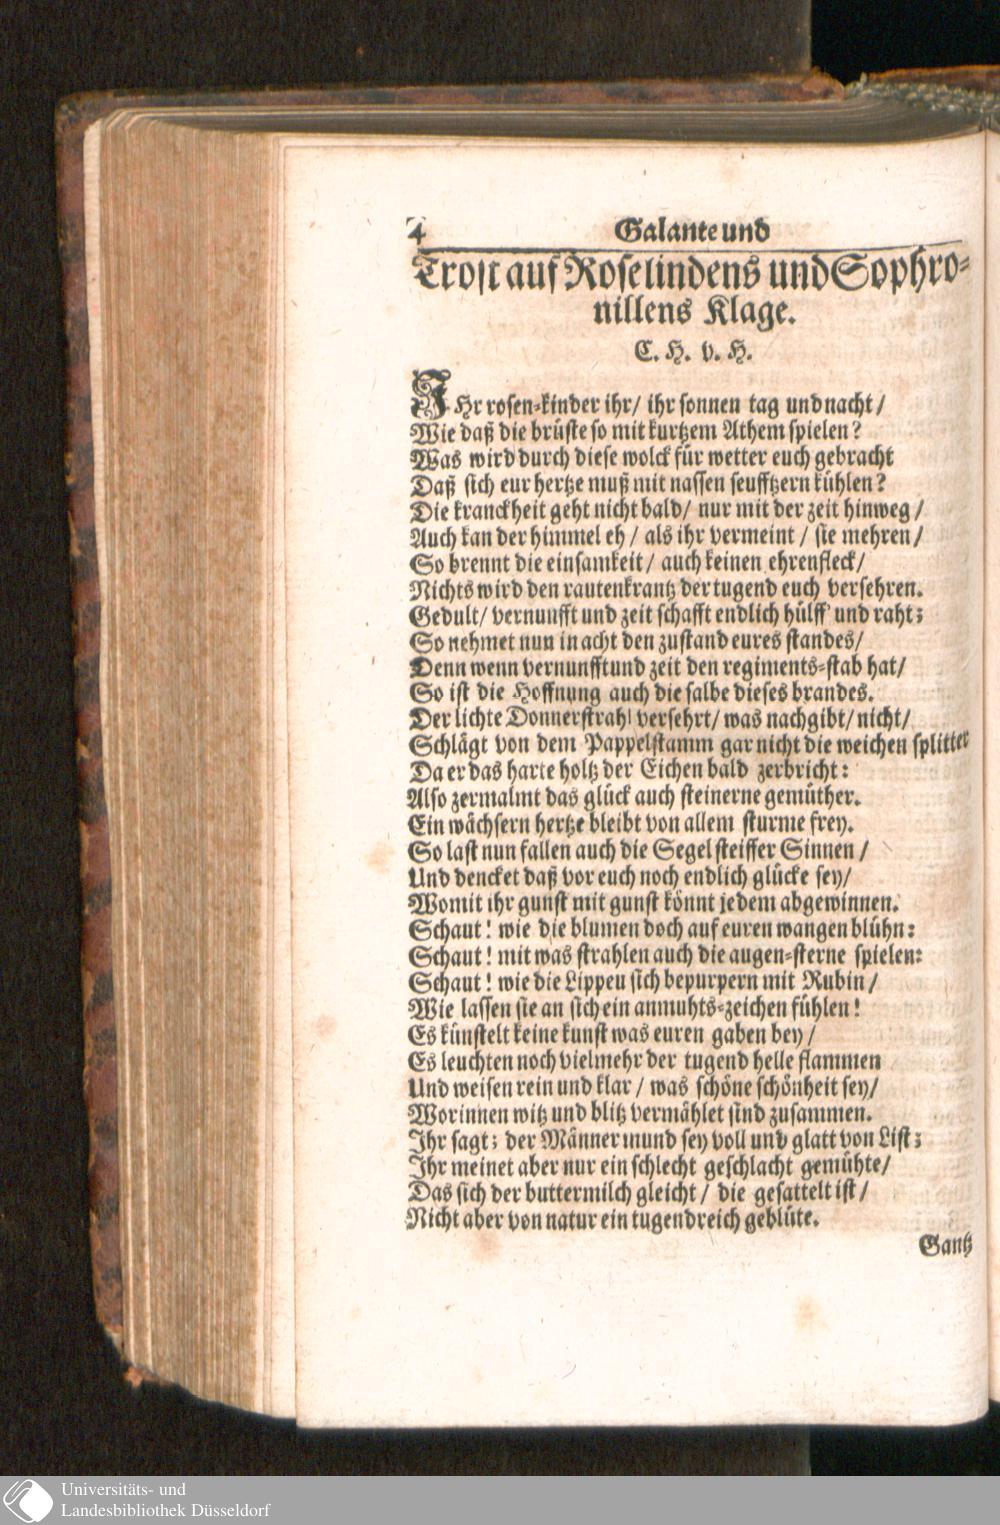 4 Galante und
Trost auf Roselindens und Sophro-
nillens Klage.
C. H. v. H.
IHr rosen-kinder ihr/ ihr sonnen tag und nacht/
Wie daß die brüste so mit kurtzem Athem spielen?
Was wird durch diese wolck für wetter euch gebracht
Daß sich eur hertze muß mit nassen seufftzern kühlen?
Die kranckheit geht nicht bald/ nur mit der zeit hinweg/
Auch kan der himmel eh/ als ihr vermeint/ sie mehren/
So brennt die einsamkeit/ auch keinen ehrenfleck/
Nichts wird den rautenkrantz der tugend euch versehren.
Gedult/ vernunfft und zeit schafft endlich hülff' und raht;
So nehmet nun in acht den zustand eures standes/
Denn wenn vernunfft und zeit den regiments-stab hat/
So ist die Hoffnung auch die salbe dieses brandes.
Der lichte Donnerstrahl versehrt/ was nachgibt/ nicht/
Schlägt von dem Pappelstamm gar nicht die weichen splitter
Da er das harte holtz der Eichen bald zerbricht:
Also zermalmt das glück auch steinerne gemüther.
Ein wächsern hertze bleibt von allem sturme frey.
So last nun fallen auch die Segel steiffer Sinnen/
Und dencket daß vor euch noch endlich glücke sey/
Womit ihr gunst mit gunst könnt jedem abgewinnen.
Schaut! wie die blumen doch auf euren wangen blühn:
Schaut! mit was strahlen auch die augen-sterne spielen:
Schaut! wie die Lippeu sich bepurpern mit Rubin/
Wie lassen sie an sich ein anmuhts-zeichen fühlen!
Es künstelt keine kunst was euren gaben bey/
Es leuchten noch vielmehr der tugend helle flammen
Und weisen rein und klar/ was schöne schönheit sey/
Worinnen witz und blitz vermählet sind zusammen.
Ihr sagt; der Männer mund sey voll und glatt von List;
Ihr meinet aber nur ein schlecht geschlacht gemühte/
Das sich der buttermilch gleicht/ die gesattelt ist/
Nicht aber von natur ein tugendreich geblüte.
Gantz
Universitäts- und
Landesbibliothek Düsseldorf